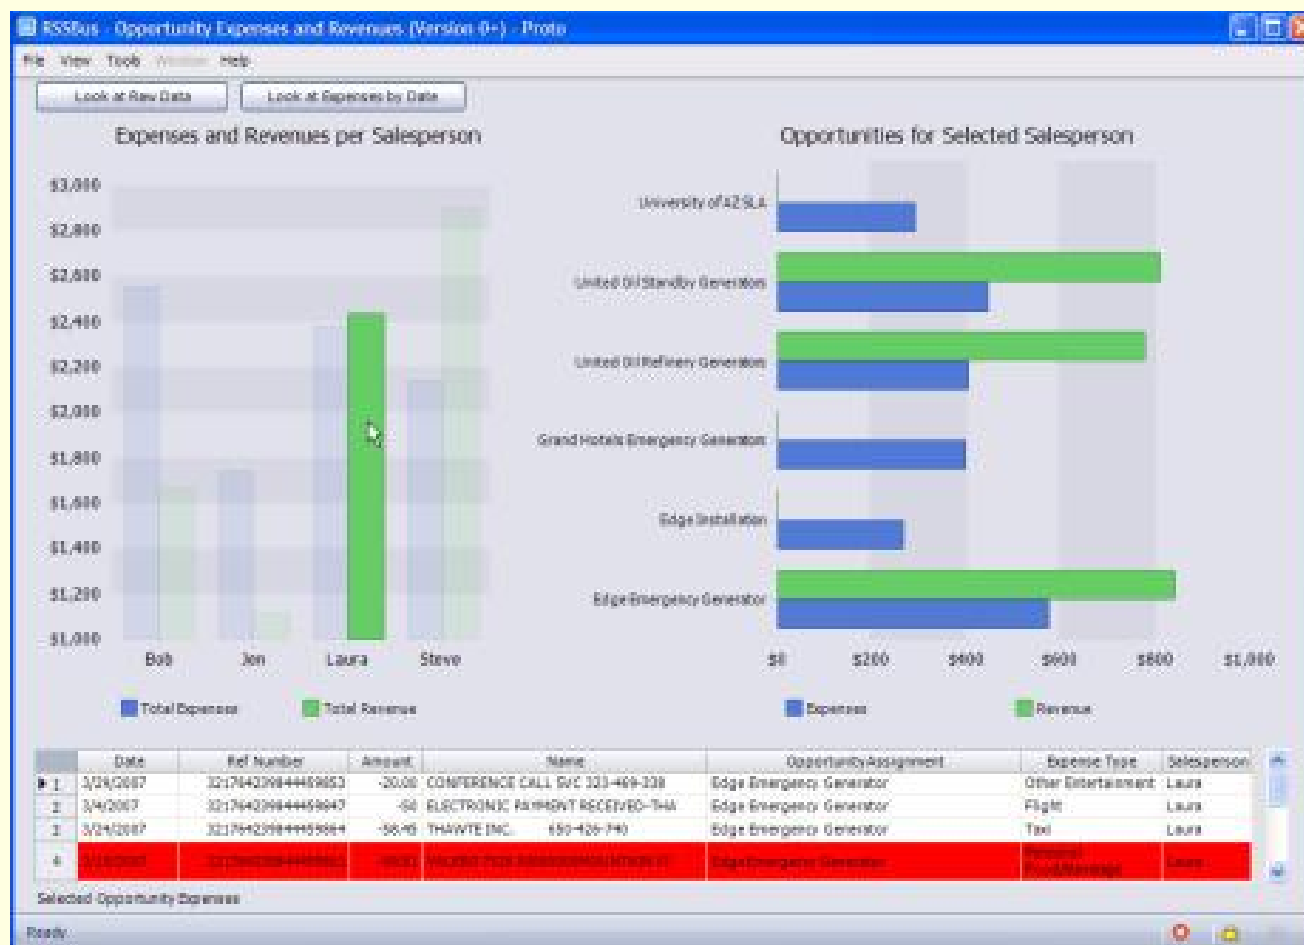 RSSBus - Opportunity Expenses and Revenues (Version 0+) - Proto
File View Tools Window Help
Look at Raw Data Look at Expenses by Date
Expenses and Revenues per Salesperson
$3,000
$2,800
$2,600
$2,400
$2,200
$2,000
$1,800
$1,600
$1,400
$1,200
$1,000
Bob Jon Laura Steve
Total Expenses Total Revenue
Opportunities for Selected Salesperson
University of AZ SLA
United Oil Standby Generators
United Oil Refinery Generators
Grand Hotels Emergency Generators
Edge Installation
Edge Emergency Generator
$0 $200 $400 $600 $800 $1,000
Expenses Revenue
Date Ref Number Amount Name OpportunityAssignment Expense Type Salesperson
1 -20.00 CONFERENCE CALL SVC Edge Emergency Generator Other Entertainment Laura
2 3/4/2007 -50 ELECTRONIC PAYMENT RECEIVED-THA Edge Emergency Generator Flight Laura
3 3/24/2007 -58.45 THAWTE INC. Edge Emergency Generator Taxi Laura
4 Edge Emergency Generator Laura
Selected Opportunity Expenses
Ready